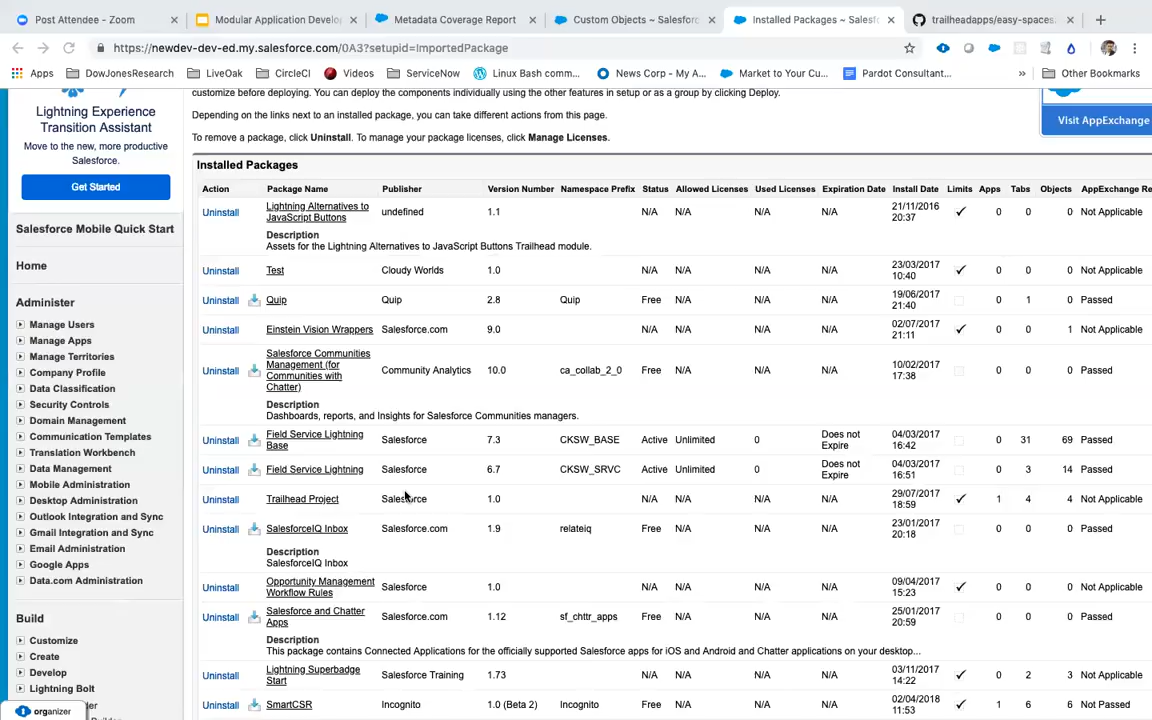 Post Attendee - Zoom
Modular Application Develo
Metadata Coverage Report
Custom Objects ~ Salesforc
Installed Packages ~ Salesfo
trailheadapps/easy-spaces
https://newdev-dev-ed.my.salesforce.com/0A3?setupid=ImportedPackage
Apps
DowJonesResearch
LiveOak
CircleCI
Videos
ServiceNow
Linux Bash comm...
News Corp - My A...
Market to Your Cu...
Pardot Consultant...
»
Other Bookmarks
Lightning Experience
Transition Assistant
Move to the new, more productive
Salesforce.
Get Started
Salesforce Mobile Quick Start
Home
Administer
Manage Users
Manage Apps
Manage Territories
Company Profile
Data Classification
Security Controls
Domain Management
Communication Templates
Translation Workbench
Data Management
Mobile Administration
Desktop Administration
Outlook Integration and Sync
Gmail Integration and Sync
Email Administration
Google Apps
Data.com Administration
Build
Customize
Create
Develop
Lightning Bolt
organizer
customize before deploying. You can deploy the components individually using the other features in setup or as a group by clicking Deploy.
Depending on the links next to an installed package, you can take different actions from this page.
To remove a package, click Uninstall. To manage your package licenses, click Manage Licenses.
Visit AppExchange
Installed Packages
Action Package Name Publisher Version Number Namespace Prefix Status Allowed Licenses Used Licenses Expiration Date Install Date Limits Apps Tabs Objects AppExchange Re
Uninstall Lightning Alternatives to JavaScript Buttons undefined 1.1 N/A N/A N/A N/A 21/11/2016 20:37 ✓ 0 0 0 Not Applicable
Description
Assets for the Lightning Alternatives to JavaScript Buttons Trailhead module.
Uninstall Test Cloudy Worlds 1.0 N/A N/A N/A N/A 23/03/2017 10:40 ✓ 0 0 0 Not Applicable
Uninstall Quip Quip 2.8 Quip Free N/A N/A N/A 19/06/2017 21:40 0 1 0 Passed
Uninstall Einstein Vision Wrappers Salesforce.com 9.0 N/A N/A N/A N/A 02/07/2017 21:11 ✓ 0 0 1 Not Applicable
Uninstall Salesforce Communities Management (for Communities with Chatter) Community Analytics 10.0 ca_collab_2_0 Free N/A N/A N/A 10/02/2017 17:38 0 0 0 Passed
Description
Dashboards, reports, and Insights for Salesforce Communities managers.
Uninstall Field Service Lightning Base Salesforce 7.3 CKSW_BASE Active Unlimited 0 Does not Expire 04/03/2017 16:42 0 31 69 Passed
Uninstall Field Service Lightning Salesforce 6.7 CKSW_SRVC Active Unlimited 0 Does not Expire 04/03/2017 16:51 0 3 14 Passed
Uninstall Trailhead Project Salesforce 1.0 N/A N/A N/A N/A 29/07/2017 18:59 ✓ 1 4 4 Not Applicable
Uninstall SalesforceIQ Inbox Salesforce.com 1.9 relateiq Free N/A N/A N/A 23/01/2017 20:18 0 0 0 Passed
Description
SalesforceIQ Inbox
Uninstall Opportunity Management Workflow Rules Salesforce 1.0 N/A N/A N/A N/A 09/04/2017 15:23 ✓ 0 0 0 Not Applicable
Uninstall Salesforce and Chatter Apps Salesforce.com 1.12 sf_chttr_apps Free N/A N/A N/A 25/01/2017 20:59 0 0 0 Passed
Description
This package contains Connected Applications for the officially supported Salesforce apps for iOS and Android and Chatter applications on your desktop...
Uninstall Lightning Superbadge Start Salesforce Training 1.73 N/A N/A N/A N/A 03/11/2017 14:22 ✓ 0 2 3 Not Applicable
Uninstall SmartCSR Incognito 1.0 (Beta 2) N/A N/A N/A N/A 02/04/2018 11:53 ✓ 1 6 6 Not Passed